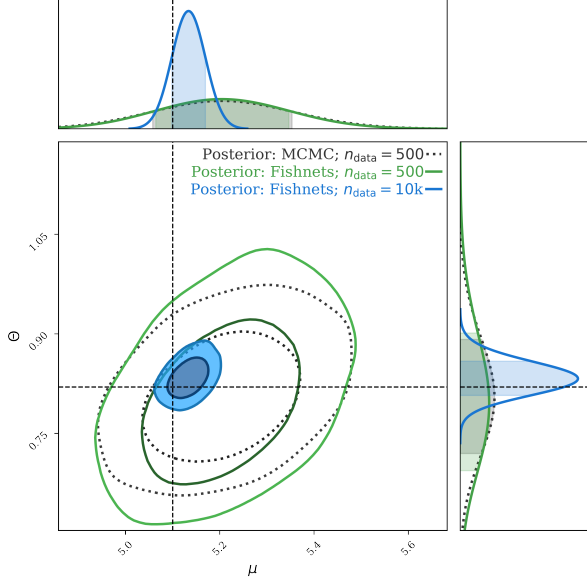 Posterior: MCMC; n_data = 500
Posterior: Fishnets; n_data = 500
Posterior: Fishnets; n_data = 10k
1.05
0.90
0.75
Θ
5.0 5.2 5.4 5.6
μ